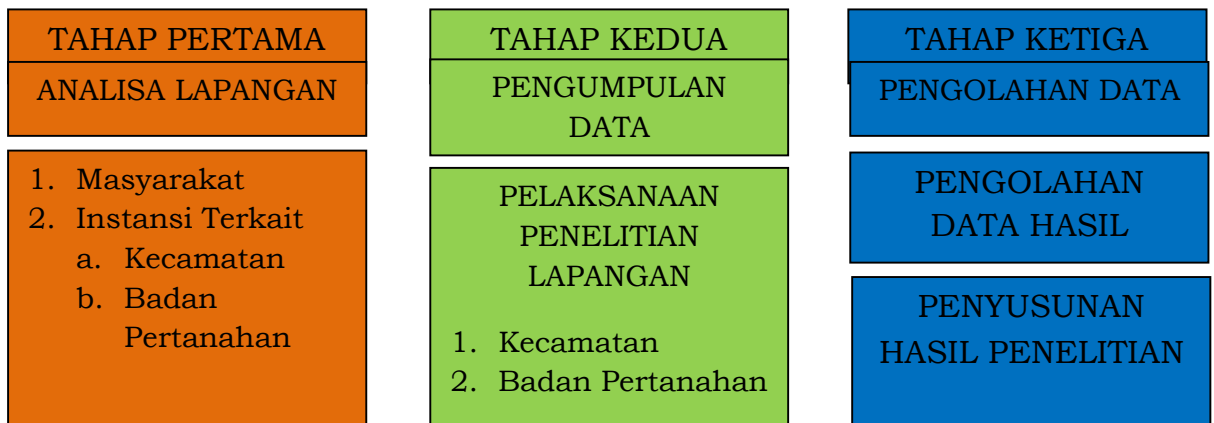 TAHAP PERTAMA
ANALISA LAPANGAN
1. Masyarakat
2. Instansi Terkait
a. Kecamatan
b. Badan
Pertanahan
TAHAP KEDUA
PENGUMPULAN
DATA
PELAKSANAAN
PENELITIAN
LAPANGAN
1. Kecamatan
2. Badan Pertanahan
TAHAP KETIGA
PENGOLAHAN DATA
PENGOLAHAN
DATA HASIL
PENYUSUNAN
HASIL PENELITIAN